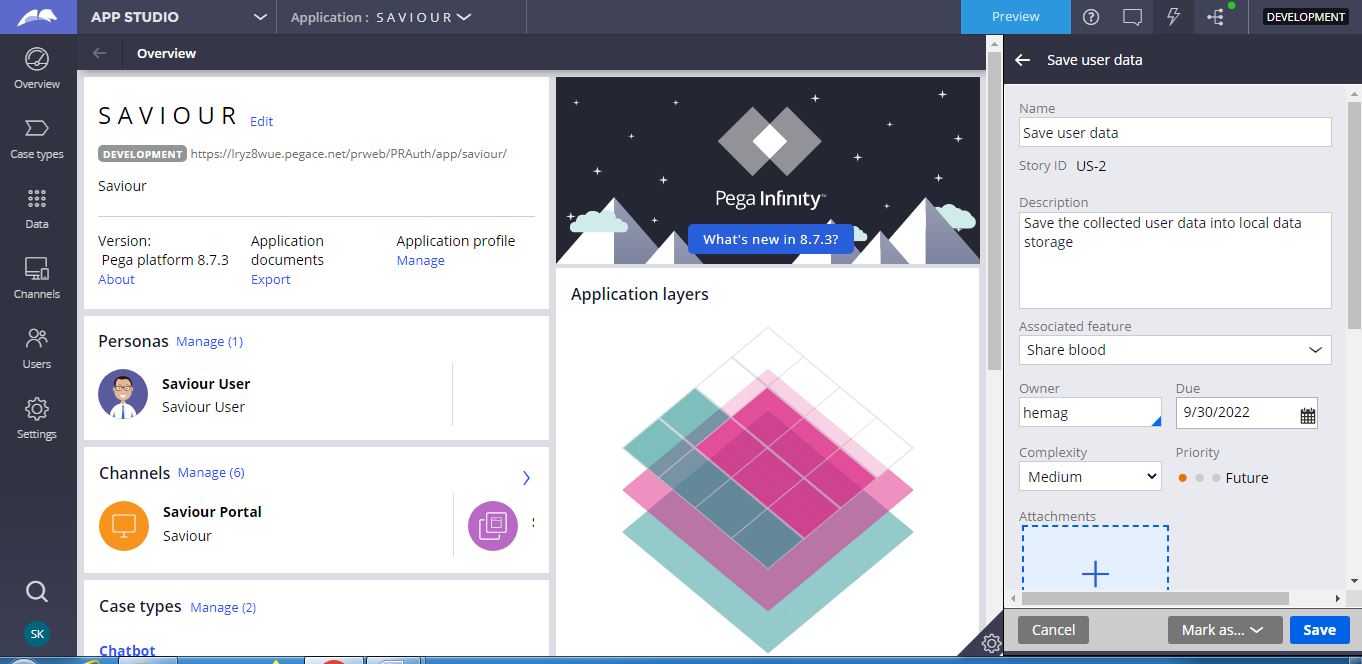 APP STUDIO
Application : S A V I O U R
Preview
DEVELOPMENT
Overview
Case types
Data
Channels
Users
Settings
SK
Overview
S A V I O U R Edit
DEVELOPMENT https://lryz8wue.pegace.net/prweb/PRAuth/app/saviour/
Saviour
Version:
Pega platform 8.7.3
About
Application
documents
Export
Application profile
Manage
Personas Manage (1)
Saviour User
Saviour User
Channels Manage (6)
Saviour Portal
Saviour
Case types Manage (2)
Chatbot
Pega Infinity™
What's new in 8.7.3?
Application layers
Save user data
Name
Save user data
Story ID US-2
Description
Save the collected user data into local data
storage
Associated feature
Share blood
Owner
hemag
Due
9/30/2022
Complexity
Medium
Priority
Future
Attachments
Cancel
Mark as...
Save